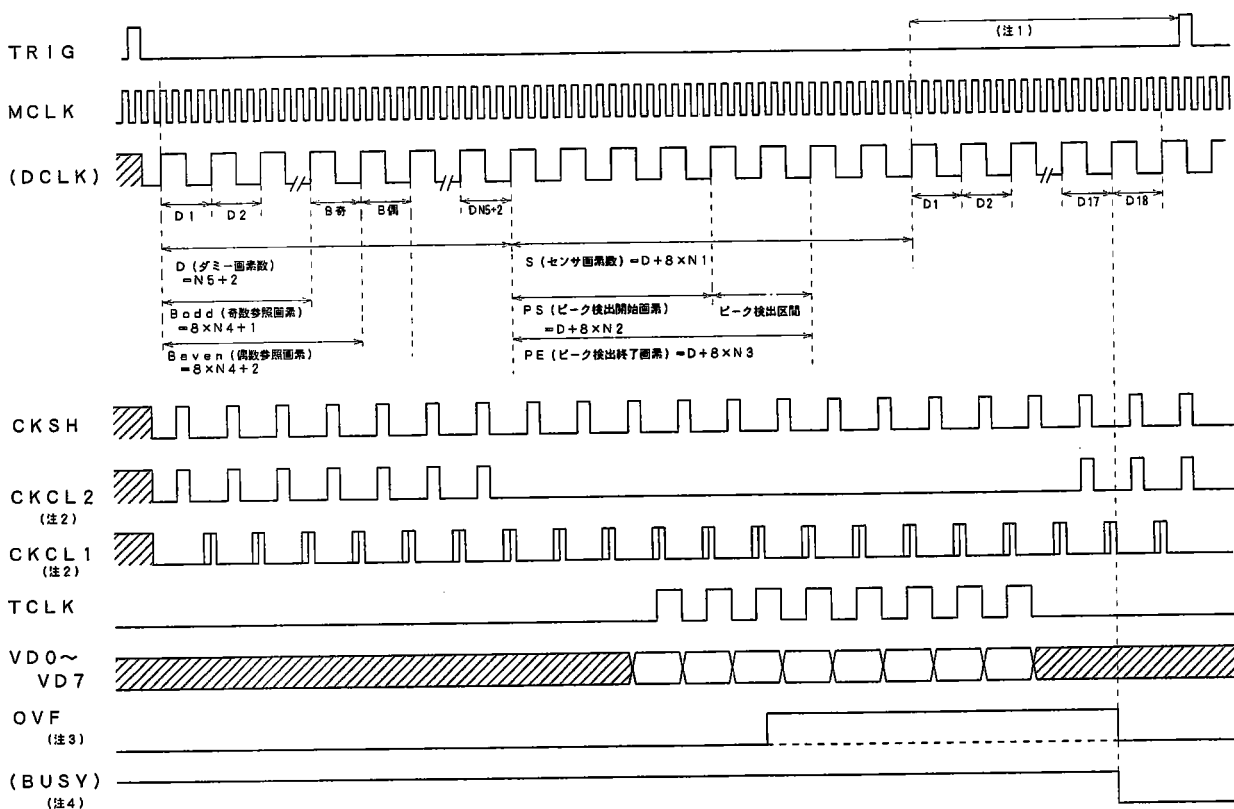 (注1)
TRIG
MCLK
(DCLK)
D1 D2 B奇 B偶 DN5+2 D1 D2 D17 D18
D(ダミー画素数)
=N5+2
S(センサ画素数)=D+8×N1
Bodd(奇数参照画素)
=8×N4+1
PS(ピーク検出開始画素)
=D+8×N2
ピーク検出区間
Beven(偶数参照画素)
=8×N4+2
PE(ピーク検出終了画素)=D+8×N3
CKSH
CKCL2
(注2)
CKCL1
(注2)
TCLK
VD0~
VD7
OVF
(注3)
(BUSY)
(注4)